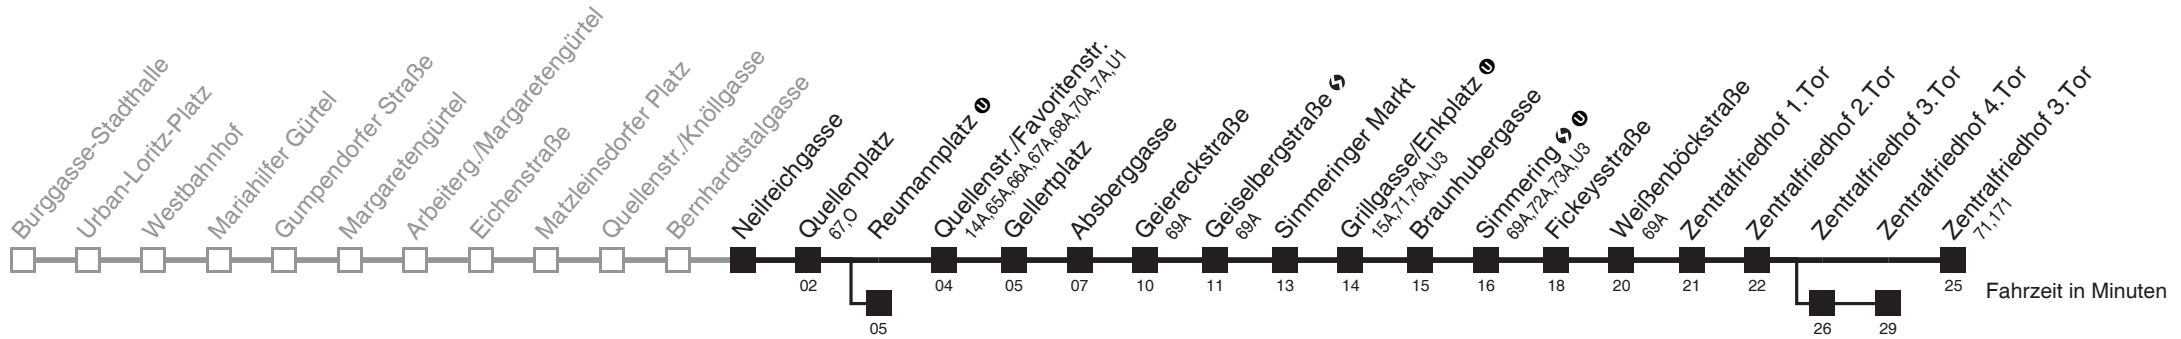 Burggasse-Stadthalle
Urban-Loritz-Platz
Westbahnhof
Mariahilfer Gürtel
Gumpendorfer Straße
Margaretengürtel
Arbeiterg./Margaretengürtel
Eichenstraße
Matzleinsdorfer Platz
Quellenstr./Knöllgasse
Bernhardtstalgasse
Neilreichgasse
Quellenplatz
67,O
Reumannplatz U
Quellenstr./Favoritenstr.
14A,65A,66A,67A,68A,70A,7A,U1
Gellertplatz
Absberggasse
Geiereckstraße
69A
Geiselbergstraße
69A
Simmeringer Markt
Grillgasse/Enkplatz U
15A,71,76A,U3
Braunhubergasse
Simmering U
69A,72A,73A,U3
Fickeysstraße
Weißenböckstraße
69A
Zentralfriedhof 1.Tor
Zentralfriedhof 2.Tor
Zentralfriedhof 3.Tor
Zentralfriedhof 4.Tor
Zentralfriedhof 3.Tor
71,171
02 04 05 07 10 11 13 14 15 16 18 20 21 22 25
Fahrzeit in Minuten
05 26 29